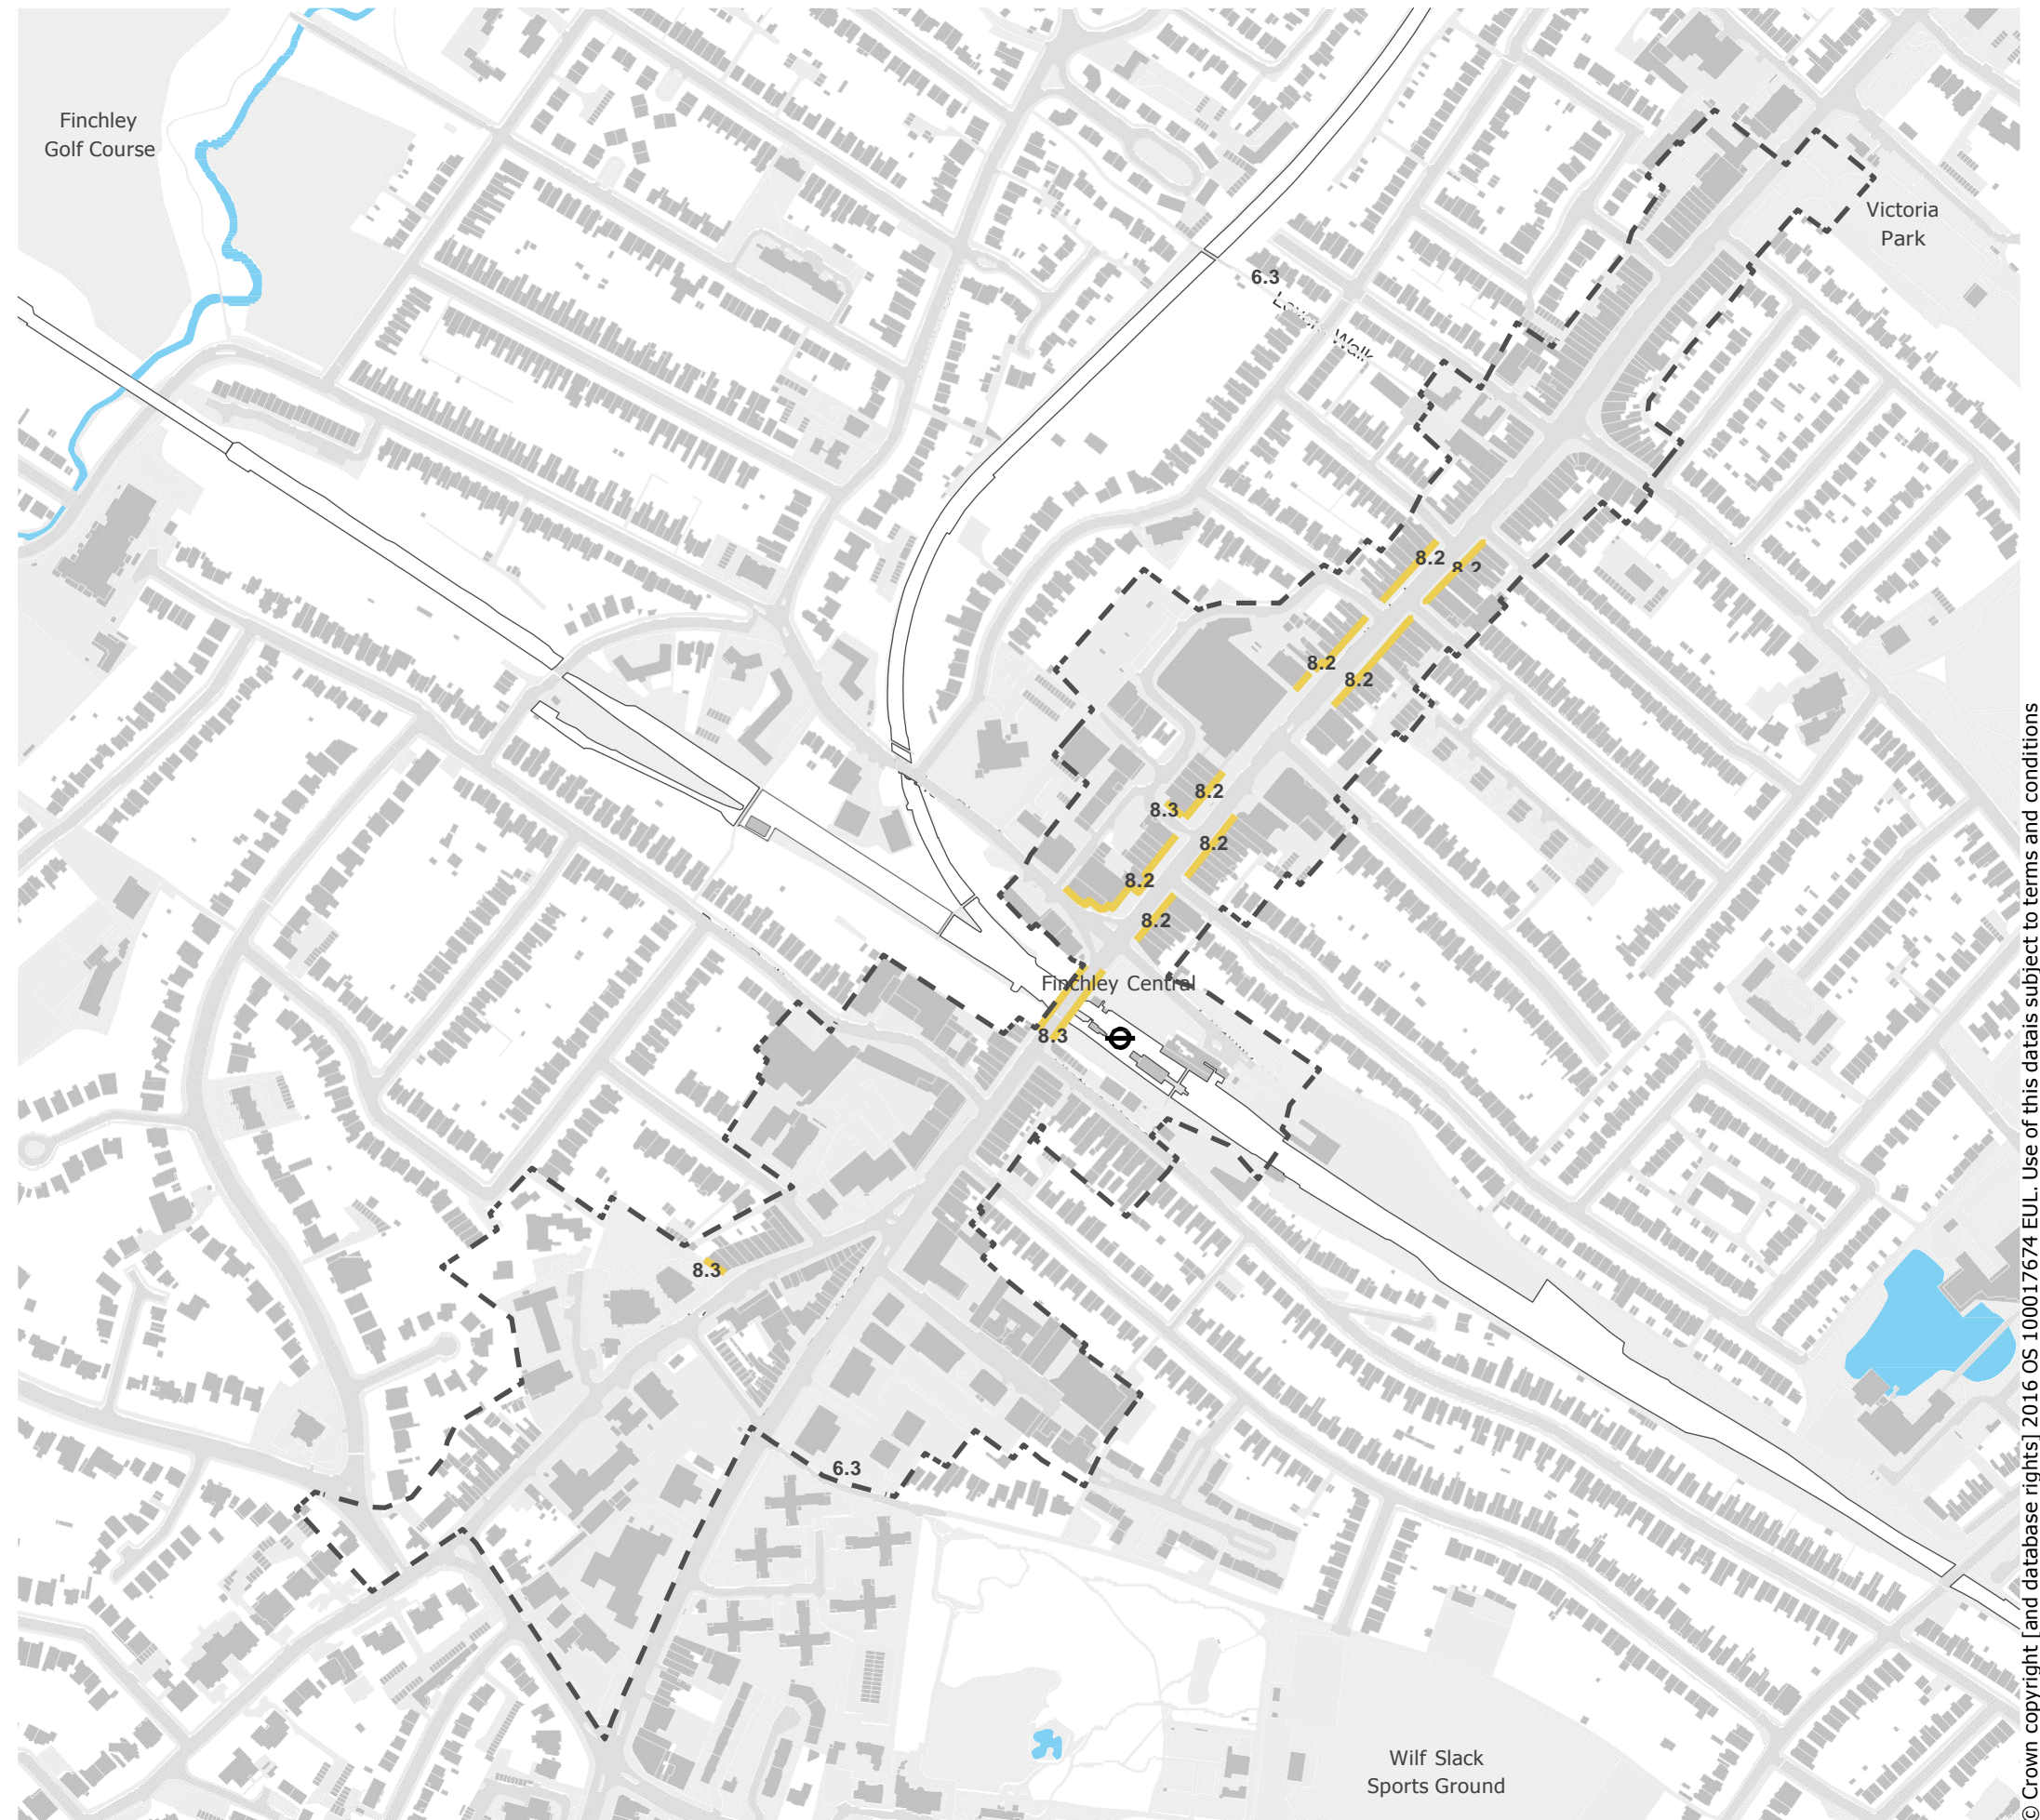 Finchley
Golf Course
Victoria
Park
6.3
Walk
8.2
8.2
8.2
8.2
8.2
8.3
8.2
8.2
8.2
Finchley Central
8.3
8.3
6.3
Wilf Slack
Sports Ground
© Crown copyright [and database rights] 2016 OS 100017674 EUL. Use of this datais subject to terms and conditions